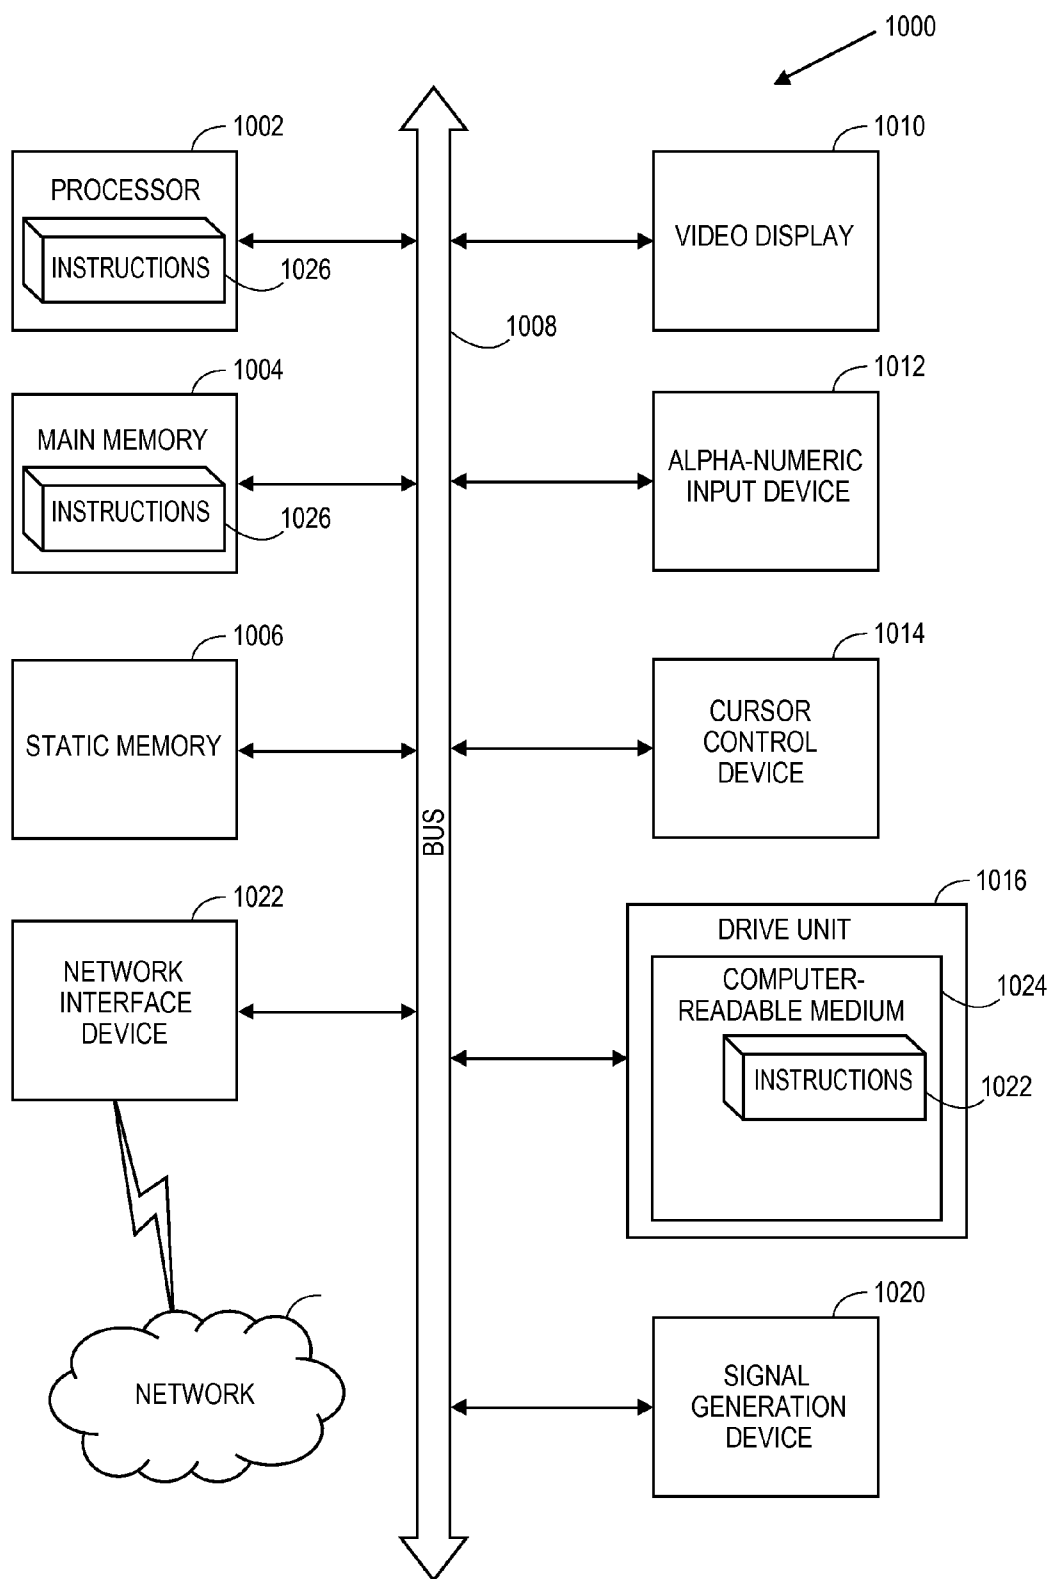 1000
1002
PROCESSOR
INSTRUCTIONS
1026
1004
MAIN MEMORY
INSTRUCTIONS
1026
1006
STATIC MEMORY
1022
NETWORK
INTERFACE
DEVICE
NETWORK
BUS
1008
1010
VIDEO DISPLAY
1012
ALPHA-NUMERIC
INPUT DEVICE
1014
CURSOR
CONTROL
DEVICE
1016
DRIVE UNIT
COMPUTER-
READABLE MEDIUM
1024
INSTRUCTIONS
1022
1020
SIGNAL
GENERATION
DEVICE